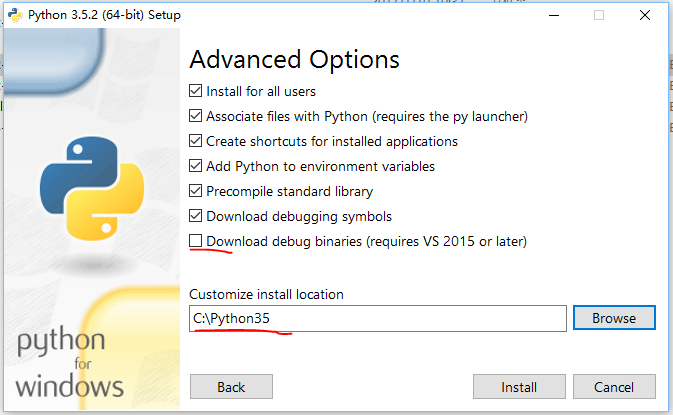 Python 3.5.2 (64-bit) Setup
Advanced Options
Install for all users
Associate files with Python (requires the py launcher)
Create shortcuts for installed applications
Add Python to environment variables
Precompile standard library
Download debugging symbols
Download debug binaries (requires VS 2015 or later)
Customize install location
C:\Python35
Browse
python
for
windows
Back
Install
Cancel